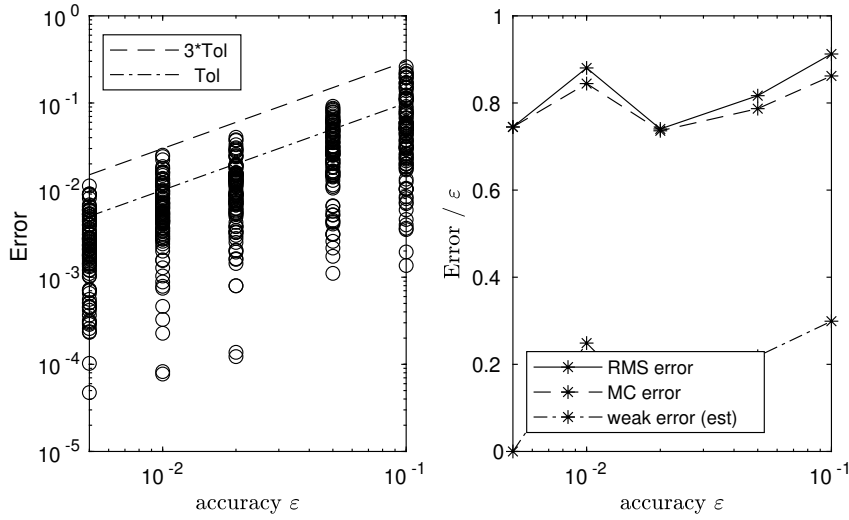 10^0
10^-1
10^-2
10^-3
10^-4
10^-5
Error
3*Tol
Tol
10^-2
10^-1
accuracy ε
1
0.8
0.6
0.4
0.2
0
Error / ε
RMS error
MC error
weak error (est)
10^-2
10^-1
accuracy ε